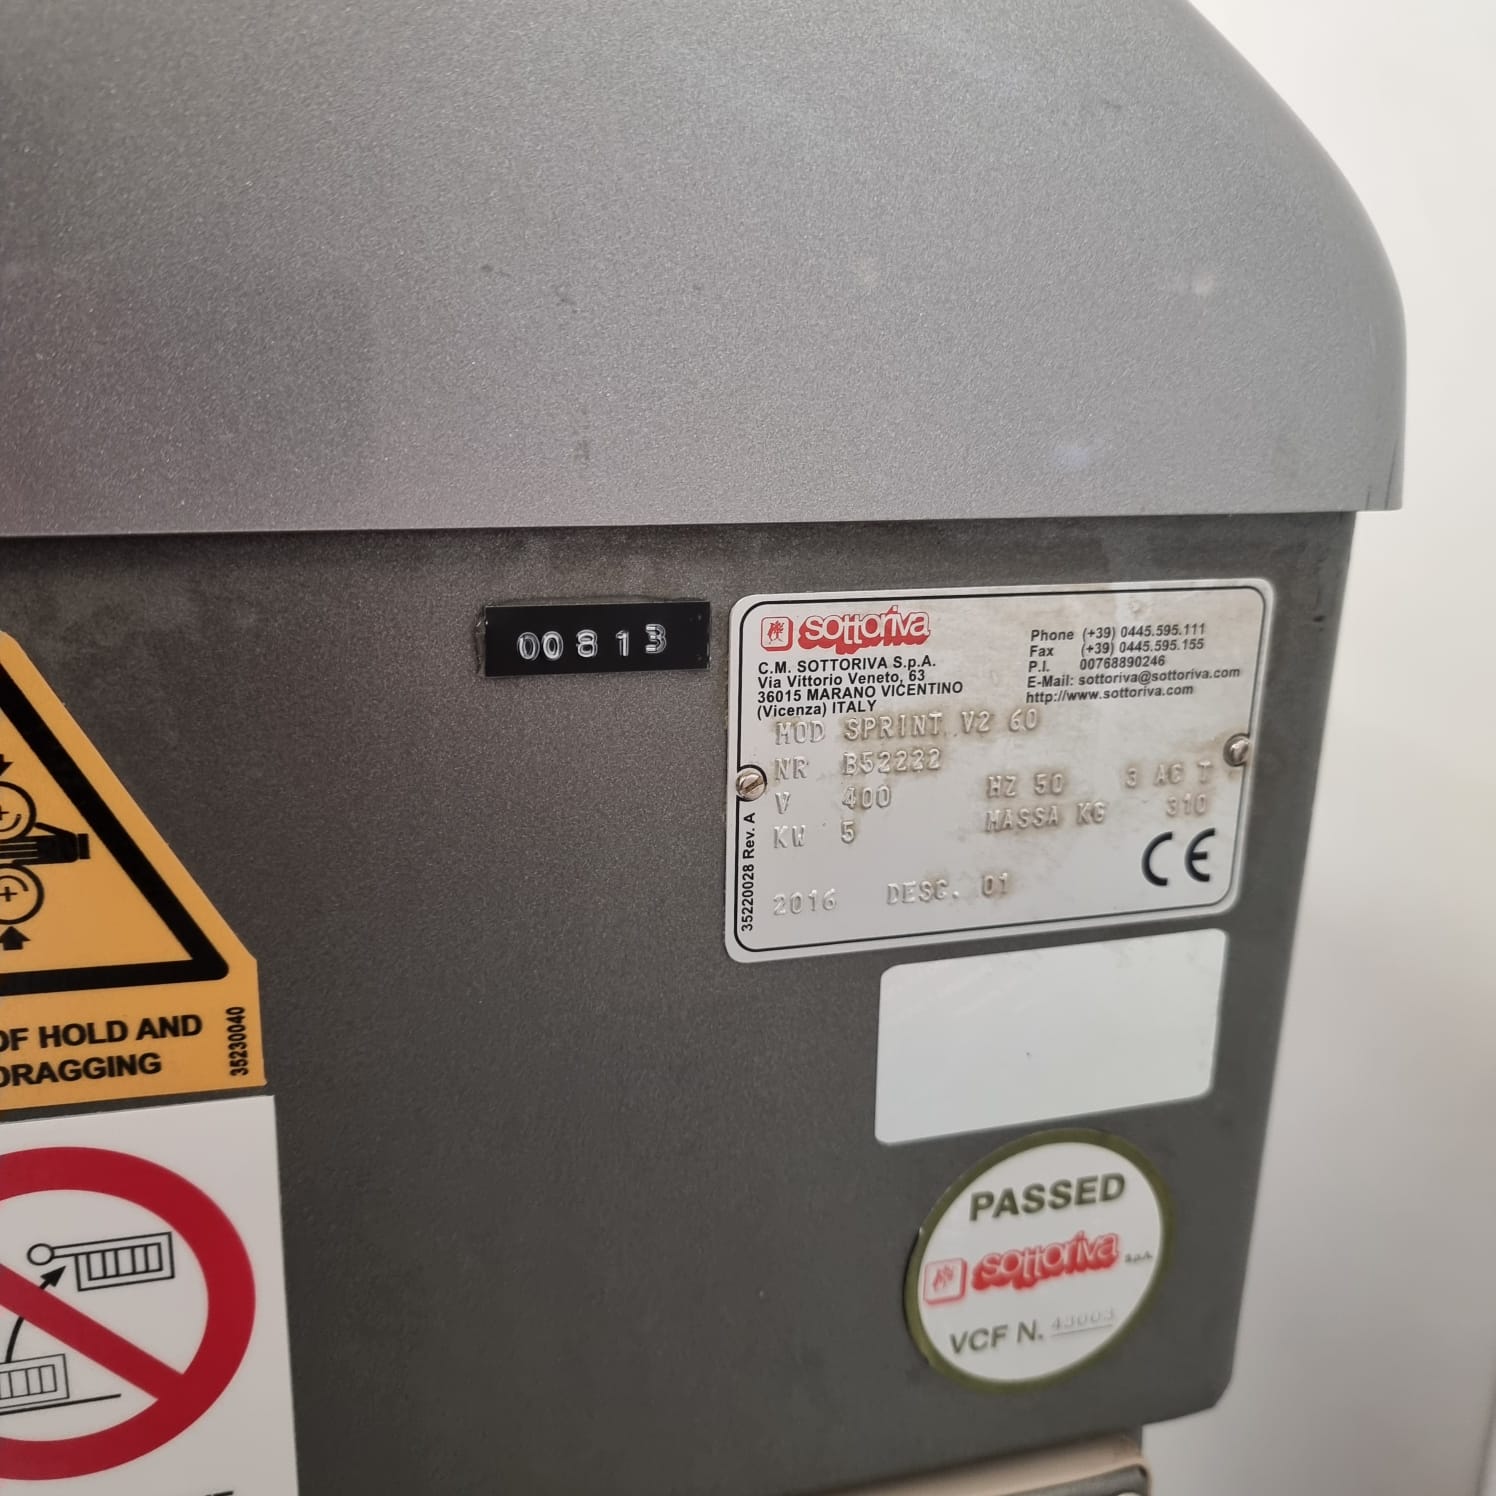 00813
sottoriva
C.M. SOTTORIVA S.p.A.
Via Vittorio Veneto, 63
36015 MARANO VICENTINO
(Vicenza) ITALY
Phone (+39) 0445.595.111
Fax (+39) 0445.595.155
P.I. 00768890246
E-Mail: sottoriva@sottoriva.com
http://www.sottoriva.com
MOD SPRINT V2 60
NR B52222
V 400 HZ 50 3 AC T
KW 5 MASSA KG 310
2016 DESC. 01
CE
35220028 Rev. A
OF HOLD AND
DRAGGING
35230040
PASSED
sottoriva S.p.A.
VCF N. 43003